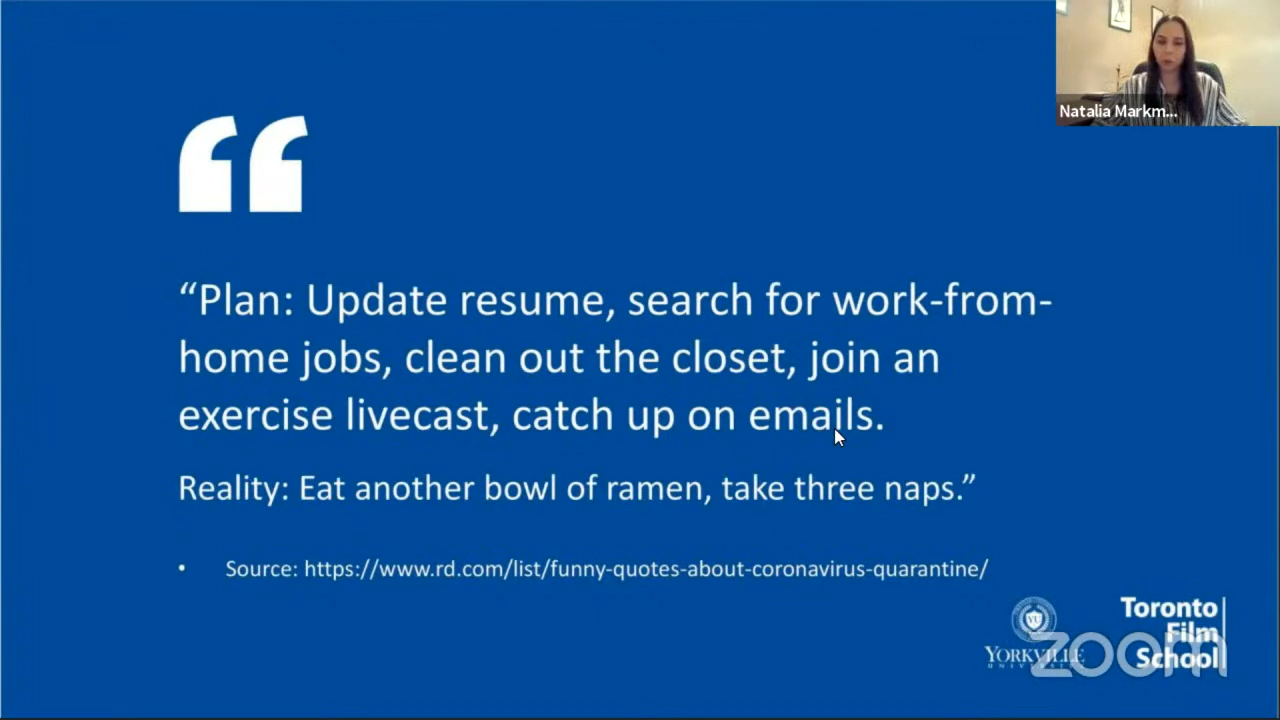 Natalia Markm...
“Plan: Update resume, search for work-from-
home jobs, clean out the closet, join an
exercise livecast, catch up on emails.
Reality: Eat another bowl of ramen, take three naps.”
• Source: https://www.rd.com/list/funny-quotes-about-coronavirus-quarantine/
YU
YORKVILLE
UNIVERSITY
Toronto
Film
School
zoom